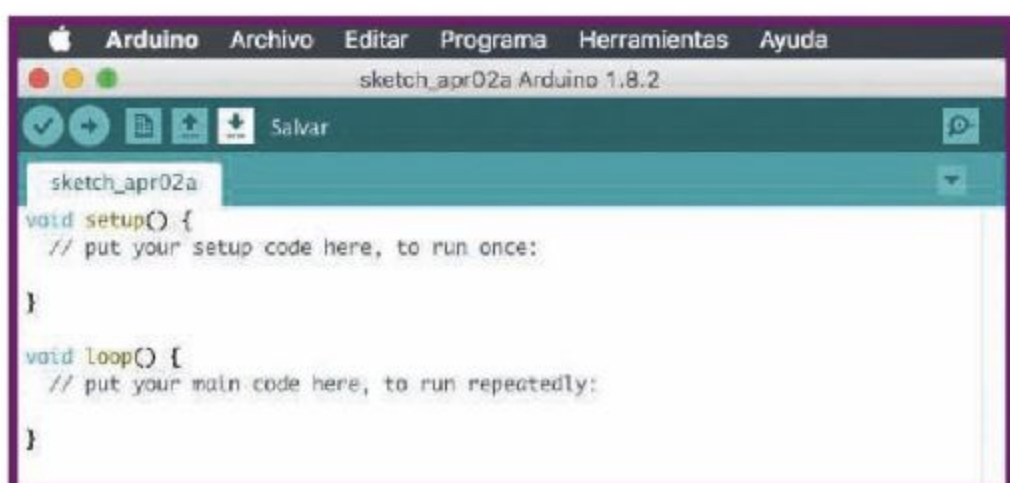 Arduino Archivo Editar Programa Herramientas Ayuda
sketch_apr02a Arduino 1.8.2
Salvar
sketch_apr02a
void setup() {
// put your setup code here, to run once:
}
void loop() {
// put your main code here, to run repeatedly:
}